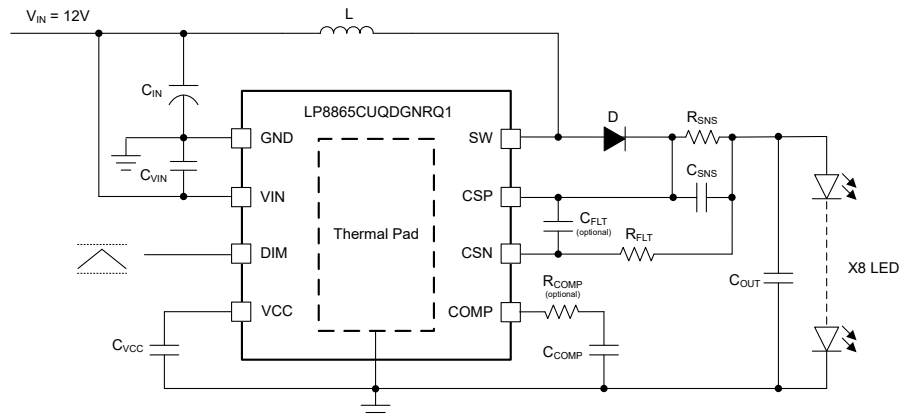 V_IN = 12V
L
C_IN
LP8865CUQDGNRQ1
GND
SW
D
R_SNS
C_VIN
C_SNS
VIN
CSP
C_FLT
(optional)
Thermal Pad
R_FLT
DIM
CSN
R_COMP
(optional)
C_OUT
X8 LED
VCC
COMP
C_VCC
C_COMP